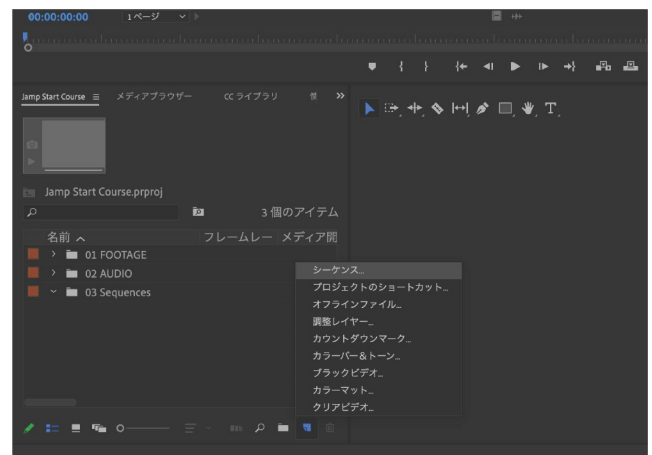 00:00:00:00 1ページ
Jamp Start Course メディアブラウザー CC ライブラリ
Jamp Start Course.prproj
3 個のアイテム
名前 フレームレー メディア開
01 FOOTAGE
02 AUDIO
03 Sequences
シーケンス...
プロジェクトのショートカット...
オフラインファイル...
調整レイヤー...
カウントダウンマーク...
カラーバー&トーン...
ブラックビデオ...
カラーマット...
クリアビデオ...